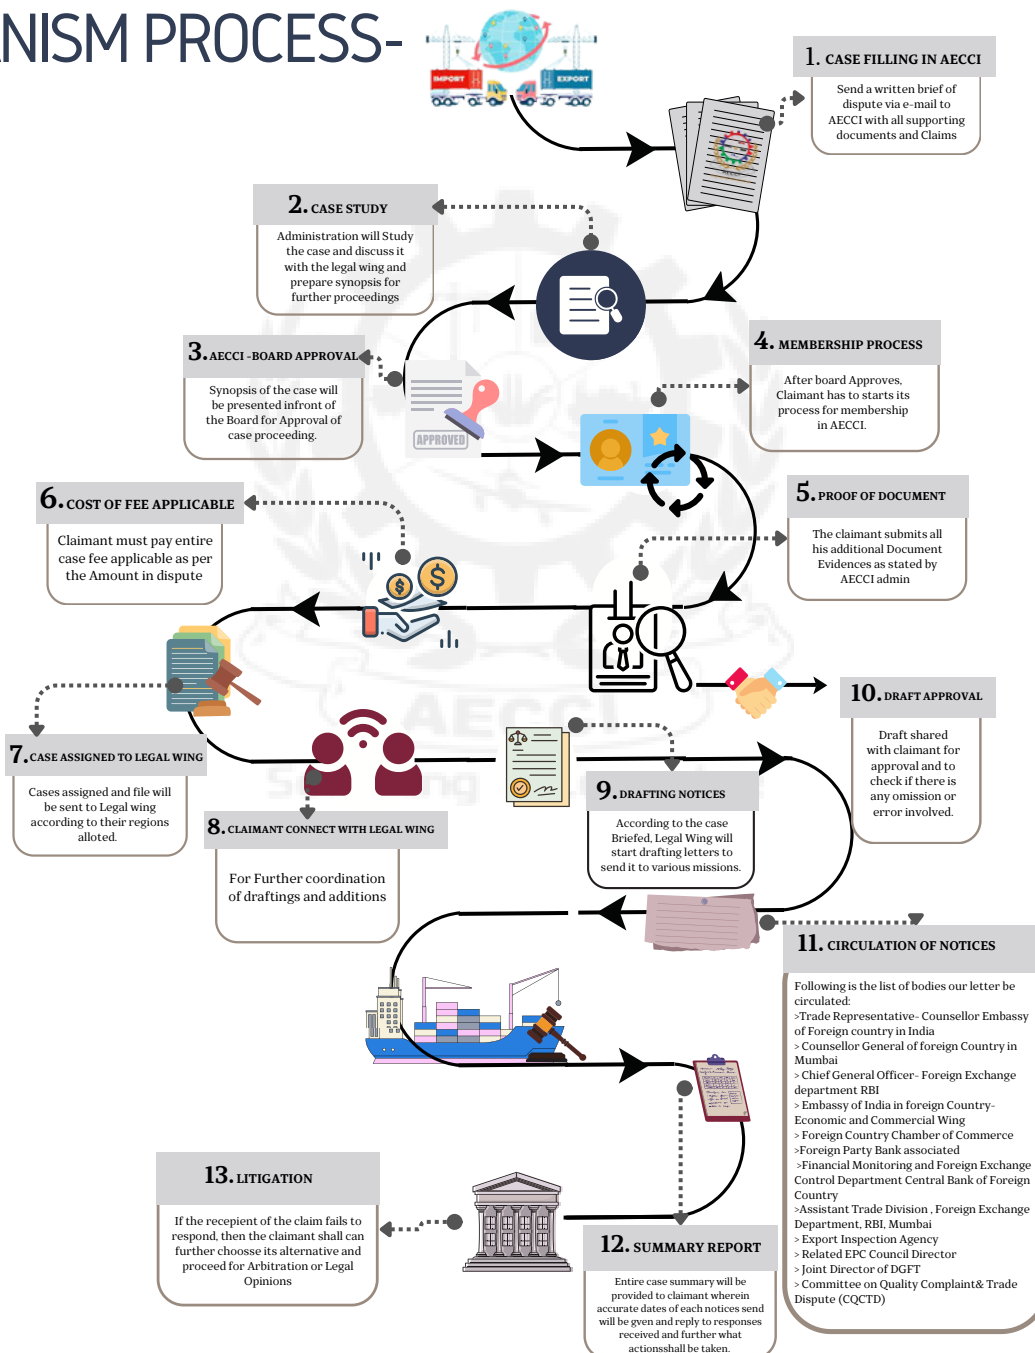 ANISM PROCESS-
IMPORT
EXPORT
1. CASE FILLING IN AECCI
Send a written brief of
dispute via e-mail to
AECCI with all supporting
documents and Claims
2. CASE STUDY
Administration will Study
the case and discuss it
with the legal wing and
prepare synopsis for
further proceedings
3. AECCI -BOARD APPROVAL
Synopsis of the case will
be presented infront of
the Board for Approval of
case proceeding.
APPROVED
4. MEMBERSHIP PROCESS
After board Approves,
Claimant has to starts its
process for membership
in AECCI.
5. PROOF OF DOCUMENT
The claimant submits all
his additional Document
Evidences as stated by
AECCI admin
6. COST OF FEE APPLICABLE
Claimant must pay entire
case fee applicable as per
the Amount in dispute
7. CASE ASSIGNED TO LEGAL WING
Cases assigned and file will
be sent to Legal wing
according to their regions
alloted.
8. CLAIMANT CONNECT WITH LEGAL WING
For Further coordination
of draftings and additions
9. DRAFTING NOTICES
According to the case
Briefed, Legal Wing will
start drafting letters to
send it to various missions.
10. DRAFT APPROVAL
Draft shared
with claimant for
approval and to
check if there is
any omission or
error involved.
AECCI
11. CIRCULATION OF NOTICES
Following is the list of bodies our letter be
circulated:
>Trade Representative- Counsellor Embassy
of Foreign country in India
> Counsellor General of foreign Country in
Mumbai
> Chief General Officer- Foreign Exchange
department RBI
> Embassy of India in foreign Country-
Economic and Commercial Wing
> Foreign Country Chamber of Commerce
>Foreign Party Bank associated
>Financial Monitoring and Foreign Exchange
Control Department Central Bank of Foreign
Country
>Assistant Trade Division , Foreign Exchange
Department, RBI, Mumbai
> Export Inspection Agency
> Related EPC Council Director
> Joint Director of DGFT
> Committee on Quality Complaint& Trade
Dispute (CQCTD)
12. SUMMARY REPORT
Entire case summary will be
provided to claimant wherein
accurate dates of each notices send
will be gven and reply to responses
received and further what
actionsshall be taken.
13. LITIGATION
If the recepient of the claim fails to
respond, then the claimant shall can
further choosse its alternative and
proceed for Arbitration or Legal
Opinions